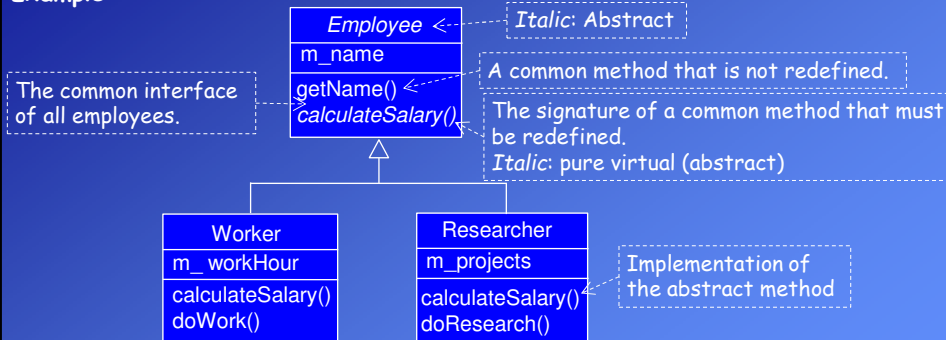 Example
Employee
Italic: Abstract
m_name
A common method that is not redefined.
The common interface
of all employees.
getName()
calculateSalary()
The signature of a common method that must
be redefined.
Italic: pure virtual (abstract)
Worker
m_ workHour
calculateSalary()
doWork()
Researcher
m_projects
calculateSalary()
doResearch()
Implementation of
the abstract method